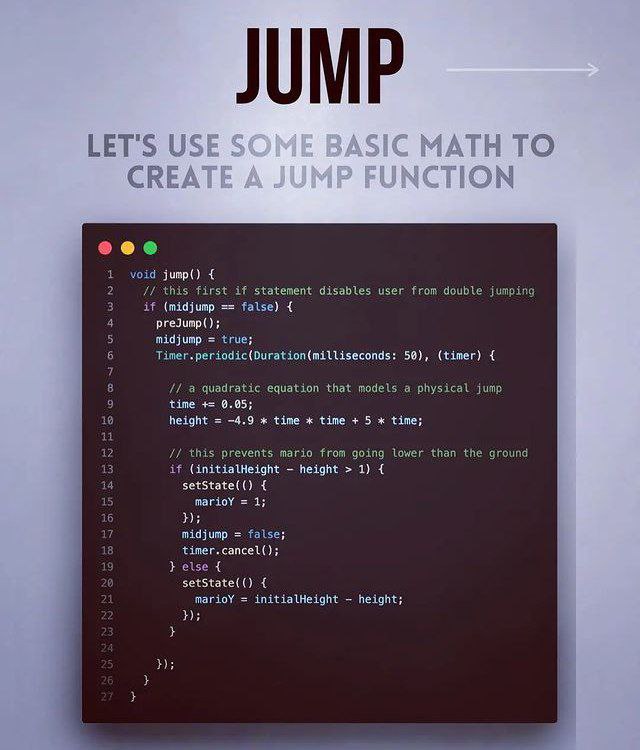 JUMP
LET'S USE SOME BASIC MATH TO
CREATE A JUMP FUNCTION
1 void jump() {
2   // this first if statement disables user from double jumping
3   if (midjump == false) {
4     preJump();
5     midjump = true;
6     Timer.periodic(Duration(milliseconds: 50), (timer) {
7
8       // a quadratic equation that models a physical jump
9       time += 0.05;
10       height = -4.9 * time * time + 5 * time;
11
12       // this prevents mario from going lower than the ground
13       if (initialHeight - height > 1) {
14         setState(() {
15           marioY = 1;
16         });
17         midjump = false;
18         timer.cancel();
19       } else {
20         setState(() {
21           marioY = initialHeight - height;
22         });
23       }
24
25     });
26   }
27 }